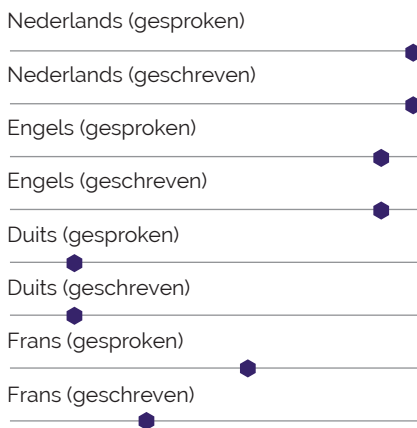 Nederlands (gesproken)
Nederlands (geschreven)
Engels (gesproken)
Engels (geschreven)
Duits (gesproken)
Duits (geschreven)
Frans (gesproken)
Frans (geschreven)